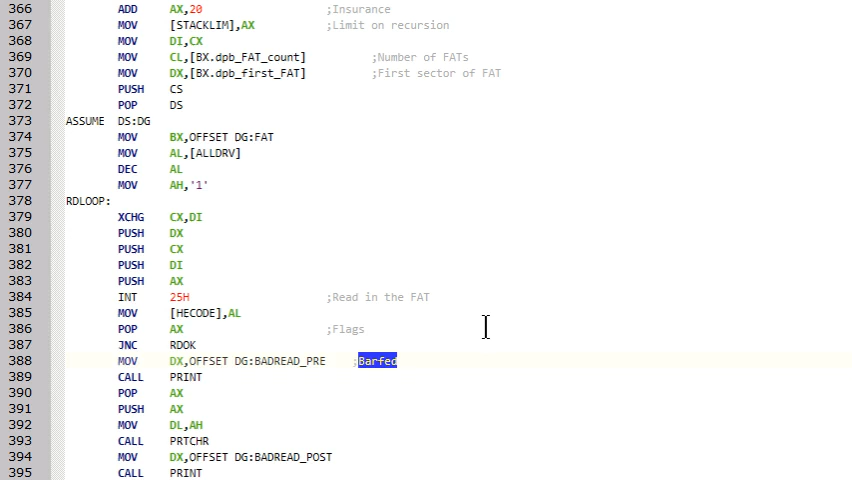 366 ADD AX,20 ;Insurance
367 MOV [STACKLIM],AX ;Limit on recursion
368 MOV DI,CX
369 MOV CL,[BX.dpb_FAT_count] ;Number of FATs
370 MOV DX,[BX.dpb_first_FAT] ;First sector of FAT
371 PUSH CS
372 POP DS
373 ASSUME DS:DG
374 MOV BX,OFFSET DG:FAT
375 MOV AL,[ALLDRV]
376 DEC AL
377 MOV AH,'1'
378 RDLOOP:
379 XCHG CX,DI
380 PUSH DX
381 PUSH CX
382 PUSH DI
383 PUSH AX
384 INT 25H ;Read in the FAT
385 MOV [HECODE],AL
386 POP AX ;Flags
387 JNC RDOK
388 MOV DX,OFFSET DG:BADREAD_PRE ;Barfed
389 CALL PRINT
390 POP AX
391 PUSH AX
392 MOV DL,AH
393 CALL PRTCHR
394 MOV DX,OFFSET DG:BADREAD_POST
395 CALL PRINT